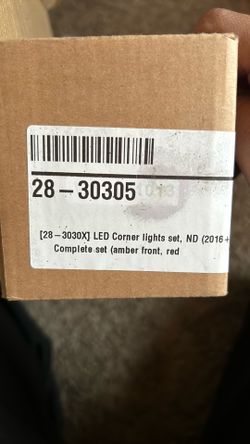 28-30305
[28-3030X] LED Corner lights set, ND (2016+
Complete set (amber front, red